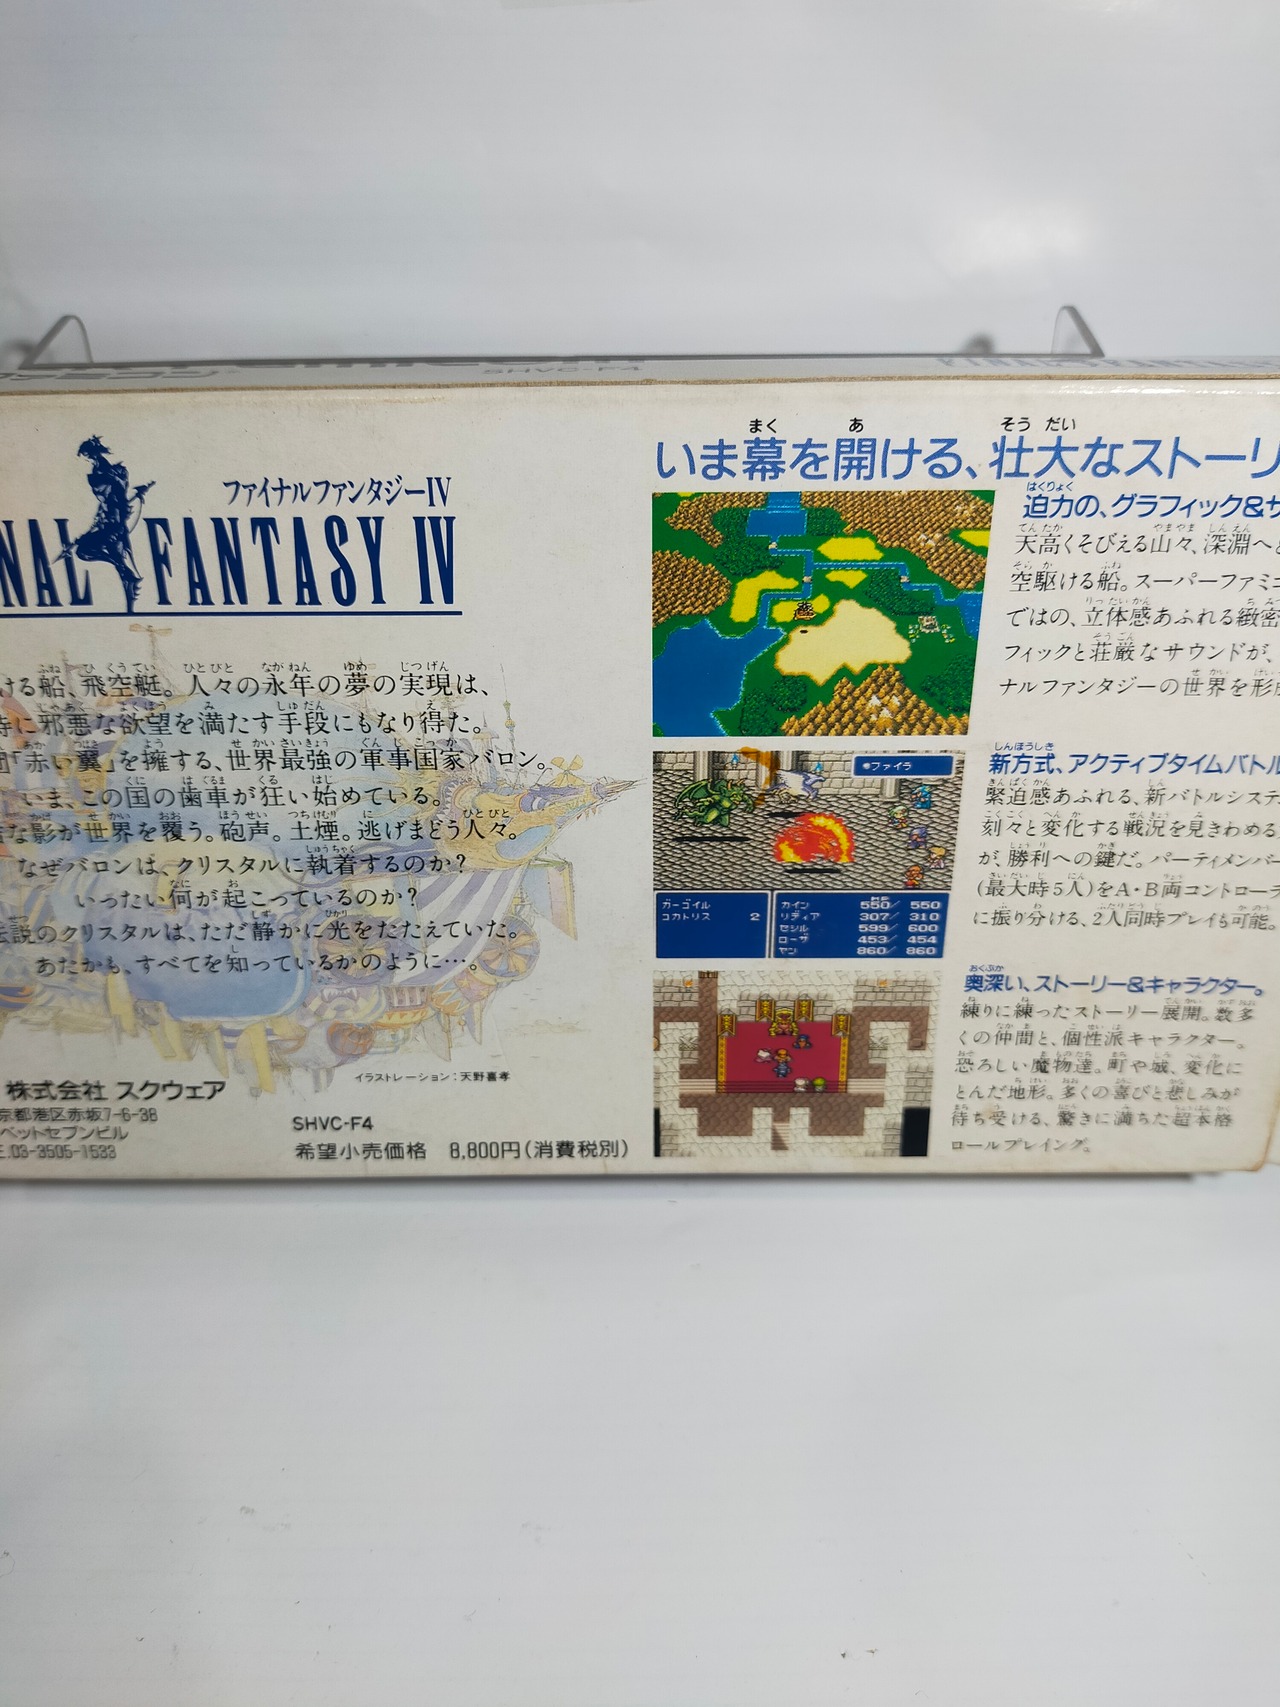 SHVC-F4
ファイナルファンタジーIV
NAL FANTASY IV
ける船、飛空艇。人々の永年の夢の実現は、
時に邪悪な欲望を満たす手段にもなり得た。
団「赤い翼」を擁する、世界最強の軍事国家バロン。
いま、この国の歯車が狂い始めている。
な影が世界を覆う。砲声。土煙。逃げまどう人々。
なぜバロンは、クリスタルに執着するのか？
いったい何が起こっているのか？
伝説のクリスタルは、ただ静かに光をたたえていた。
あたかも、すべてを知っているかのように…。
イラストレーション：天野喜孝
株式会社 スクウェア
京都港区赤坂7-6-38
ペットセブンビル
03-3505-1533
SHVC-F4
希望小売価格 8,800円(消費税別)
いま幕を開ける、壮大なストーリ
迫力の、グラフィック&サ
天高くそびえる山々、深淵へと
空駆ける船。スーパーファミコ
ではの、立体感あふれる緻密
フィックと荘厳なサウンドが、
ナルファンタジーの世界を形成
ファイラ
ガーゴイル
コカトリス 2
カイン 550/ 550
リディア 307/ 310
セシル 599/ 600
ローザ 453/ 454
ヤン 860/ 860
新方式、アクティブタイムバトル
緊迫感あふれる、新バトルシステ
刻々と変化する戦況を見きわめる
が、勝利への鍵だ。パーティメンバー
(最大時5人)をA・B両コントローラ
に振り分ける、2人同時プレイも可能。
奥深い、ストーリー&キャラクター。
練りに練ったストーリー展開。数多
くの仲間と、個性派キャラクター。
恐ろしい魔物達。町や城、変化に
とんだ地形。多くの喜びと悲しみが
待ち受ける、驚きに満ちた超本格
ロールプレイング。